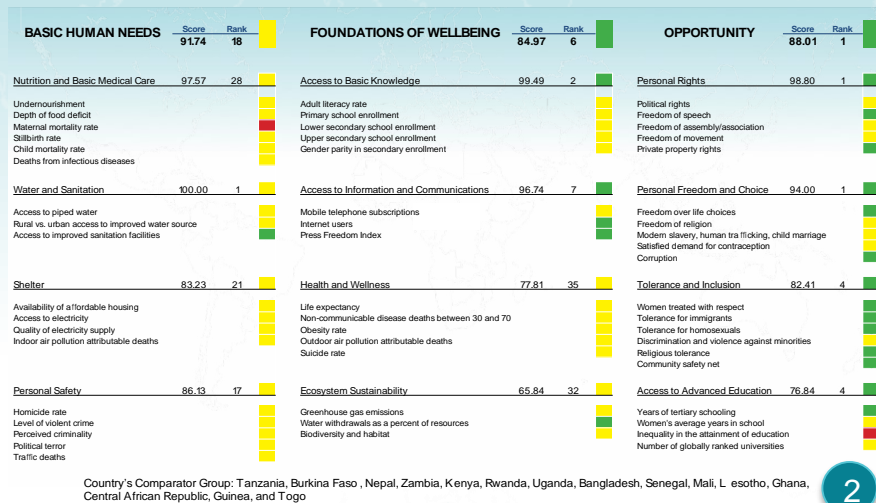 BASIC HUMAN NEEDS Score Rank
91.74 18
Nutrition and Basic Medical Care 97.57 28
Undernourishment
Depth of food deficit
Maternal mortality rate
Stillbirth rate
Child mortality rate
Deaths from infectious diseases
Water and Sanitation 100.00 1
Access to piped water
Rural vs. urban access to improved water source
Access to improved sanitation facilities
Shelter 83.23 21
Availability of affordable housing
Access to electricity
Quality of electricity supply
Indoor air pollution attributable deaths
Personal Safety 86.13 17
Homicide rate
Level of violent crime
Perceived criminality
Political terror
Traffic deaths
FOUNDATIONS OF WELLBEING Score Rank
84.97 6
Access to Basic Knowledge 99.49 2
Adult literacy rate
Primary school enrollment
Lower secondary school enrollment
Upper secondary school enrollment
Gender parity in secondary enrollment
Access to Information and Communications 96.74 7
Mobile telephone subscriptions
Internet users
Press Freedom Index
Health and Wellness 77.81 35
Life expectancy
Non-communicable disease deaths between 30 and 70
Obesity rate
Outdoor air pollution attributable deaths
Suicide rate
Ecosystem Sustainability 65.84 32
Greenhouse gas emissions
Water withdrawals as a percent of resources
Biodiversity and habitat
OPPORTUNITY Score Rank
88.01 1
Personal Rights 98.80 1
Political rights
Freedom of speech
Freedom of assembly/association
Freedom of movement
Private property rights
Personal Freedom and Choice 94.00 1
Freedom over life choices
Freedom of religion
Modern slavery, human trafficking, child marriage
Satisfied demand for contraception
Corruption
Tolerance and Inclusion 82.41 4
Women treated with respect
Tolerance for immigrants
Tolerance for homosexuals
Discrimination and violence against minorities
Religious tolerance
Community safety net
Access to Advanced Education 76.84 4
Years of tertiary schooling
Women's average years in school
Inequality in the attainment of education
Number of globally ranked universities
Country's Comparator Group: Tanzania, Burkina Faso , Nepal, Zambia, Kenya, Rwanda, Uganda, Bangladesh, Senegal, Mali, L esotho, Ghana,
Central African Republic, Guinea, and Togo
2